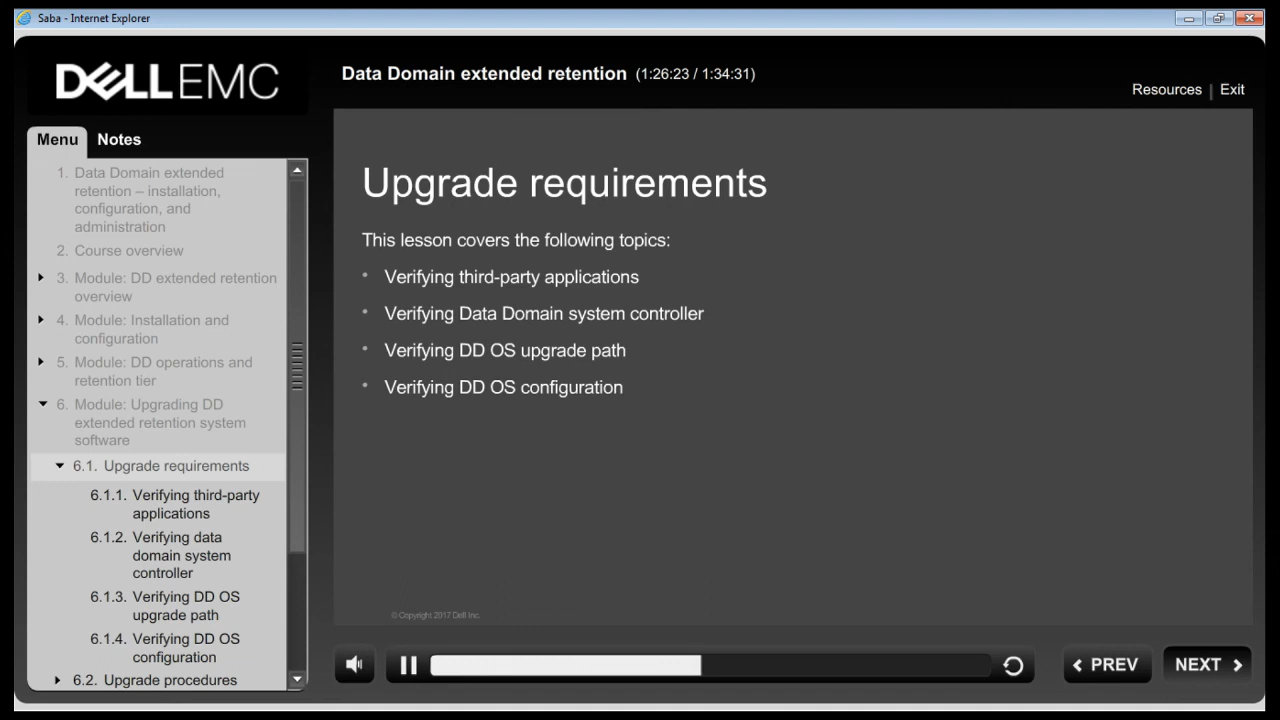 Saba - Internet Explorer
DELLEMC
Data Domain extended retention (1:26:23 / 1:34:31)
Resources | Exit
Menu
Notes
1. Data Domain extended
retention – installation,
configuration, and
administration
2. Course overview
3. Module: DD extended retention
overview
4. Module: Installation and
configuration
5. Module: DD operations and
retention tier
6. Module: Upgrading DD
extended retention system
software
6.1. Upgrade requirements
6.1.1. Verifying third-party
applications
6.1.2. Verifying data
domain system
controller
6.1.3. Verifying DD OS
upgrade path
6.1.4. Verifying DD OS
configuration
6.2. Upgrade procedures
Upgrade requirements
This lesson covers the following topics:
• Verifying third-party applications
• Verifying Data Domain system controller
• Verifying DD OS upgrade path
• Verifying DD OS configuration
© Copyright 2017 Dell Inc.
PREV
NEXT